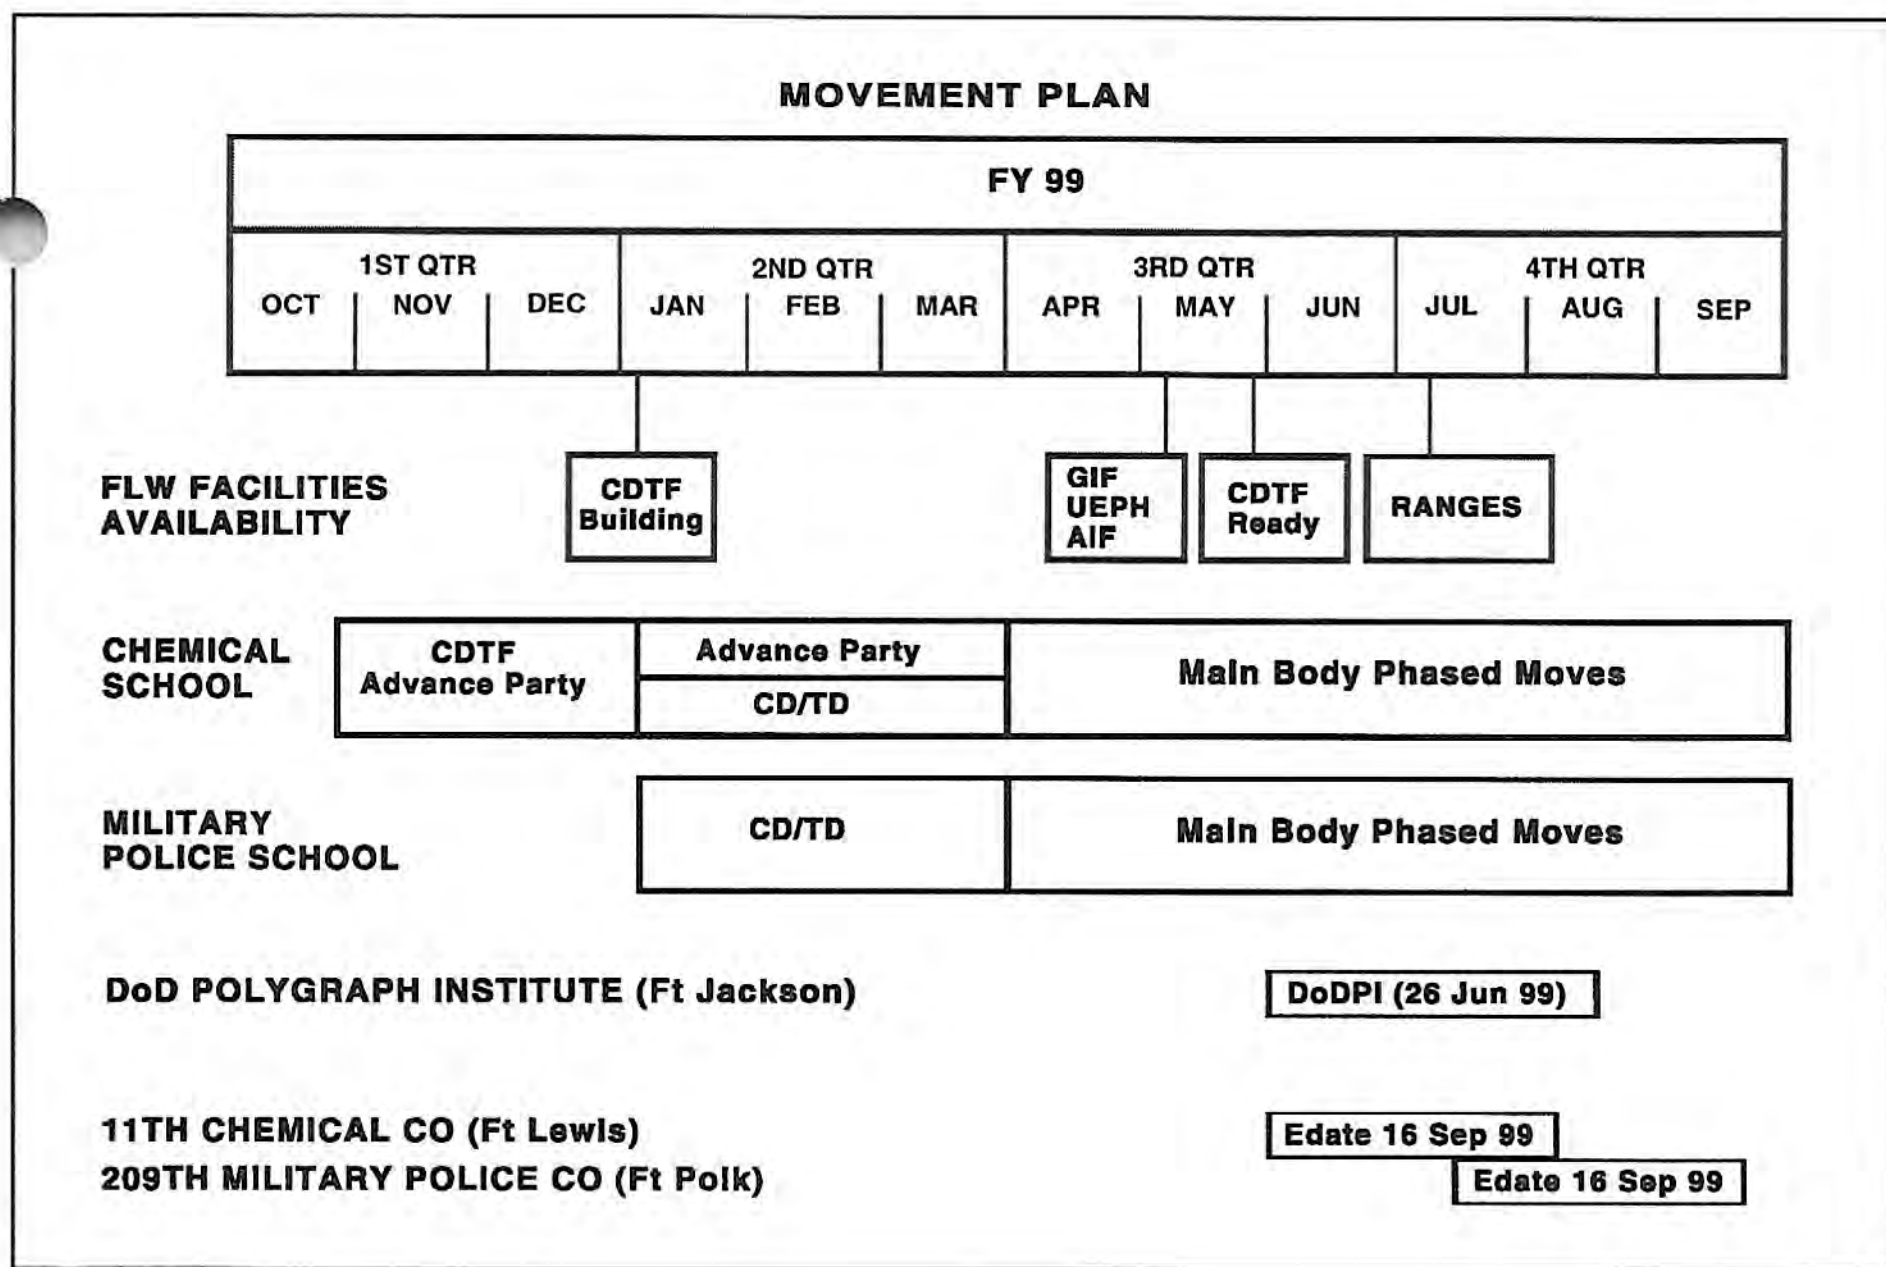 MOVEMENT PLAN
FY 99
1ST QTR 2ND QTR 3RD QTR 4TH QTR
OCT NOV DEC JAN FEB MAR APR MAY JUN JUL AUG SEP
FLW FACILITIES
AVAILABILITY
CDTF
Building
GIF
UEPH
AIF
CDTF
Ready
RANGES
CHEMICAL
SCHOOL
CDTF
Advance Party
Advance Party
CD/TD
Main Body Phased Moves
MILITARY
POLICE SCHOOL
CD/TD
Main Body Phased Moves
DoD POLYGRAPH INSTITUTE (Ft Jackson)
DoDPI (26 Jun 99)
11TH CHEMICAL CO (Ft Lewis)
Edate 16 Sep 99
209TH MILITARY POLICE CO (Ft Polk)
Edate 16 Sep 99